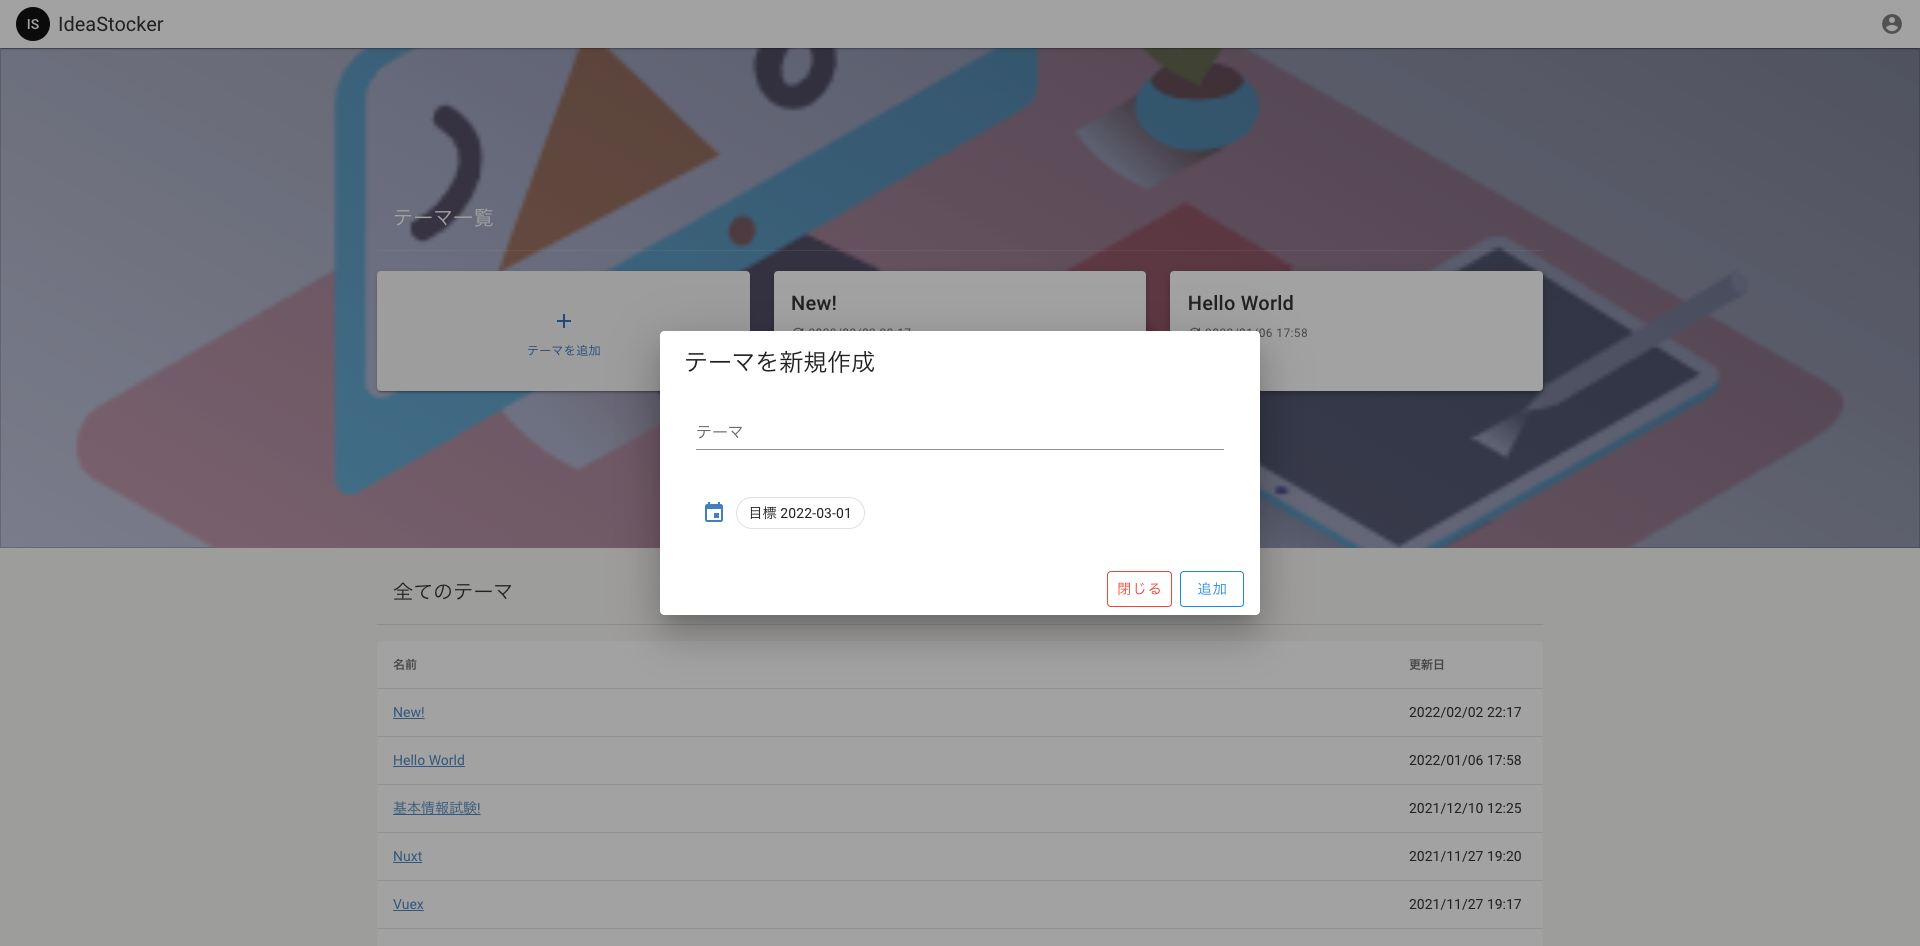 IS IdeaStocker
テーマ一覧
テーマを追加
New!
Hello World
2022/01/06 17:58
テーマを新規作成
テーマ
目標 2022-03-01
閉じる 追加
全てのテーマ
名前 更新日
New! 2022/02/02 22:17
Hello World 2022/01/06 17:58
基本情報試験! 2021/12/10 12:25
Nuxt 2021/11/27 19:20
Vuex 2021/11/27 19:17